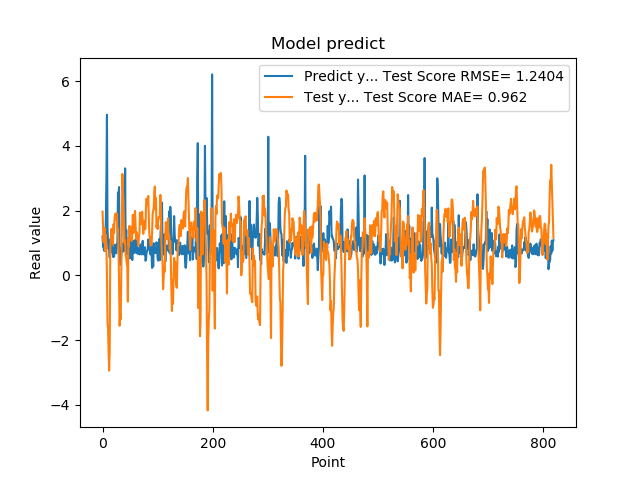 Model predict
Predict y... Test Score RMSE= 1.2404
Test y... Test Score MAE= 0.962
6
4
2
0
−2
−4
Real value
0 200 400 600 800
Point